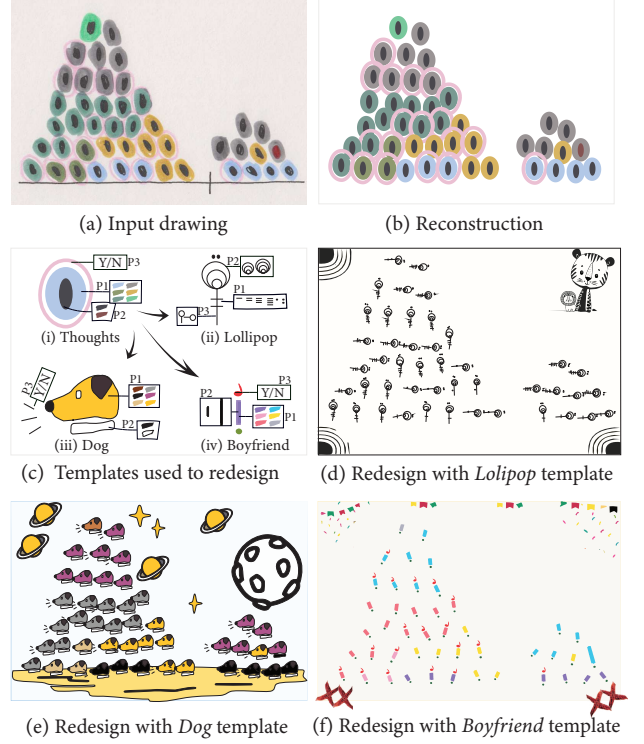 (a) Input drawing
(b) Reconstruction
Y/N P3
P1
P2
(i) Thoughts
P2
P1
P3
(ii) Lollipop
P3
Y/N
P1
P2
(iii) Dog
P3
Y/N
P2
P1
(iv) Boyfriend
(c) Templates used to redesign
(d) Redesign with Lolipop template
(e) Redesign with Dog template
(f) Redesign with Boyfriend template